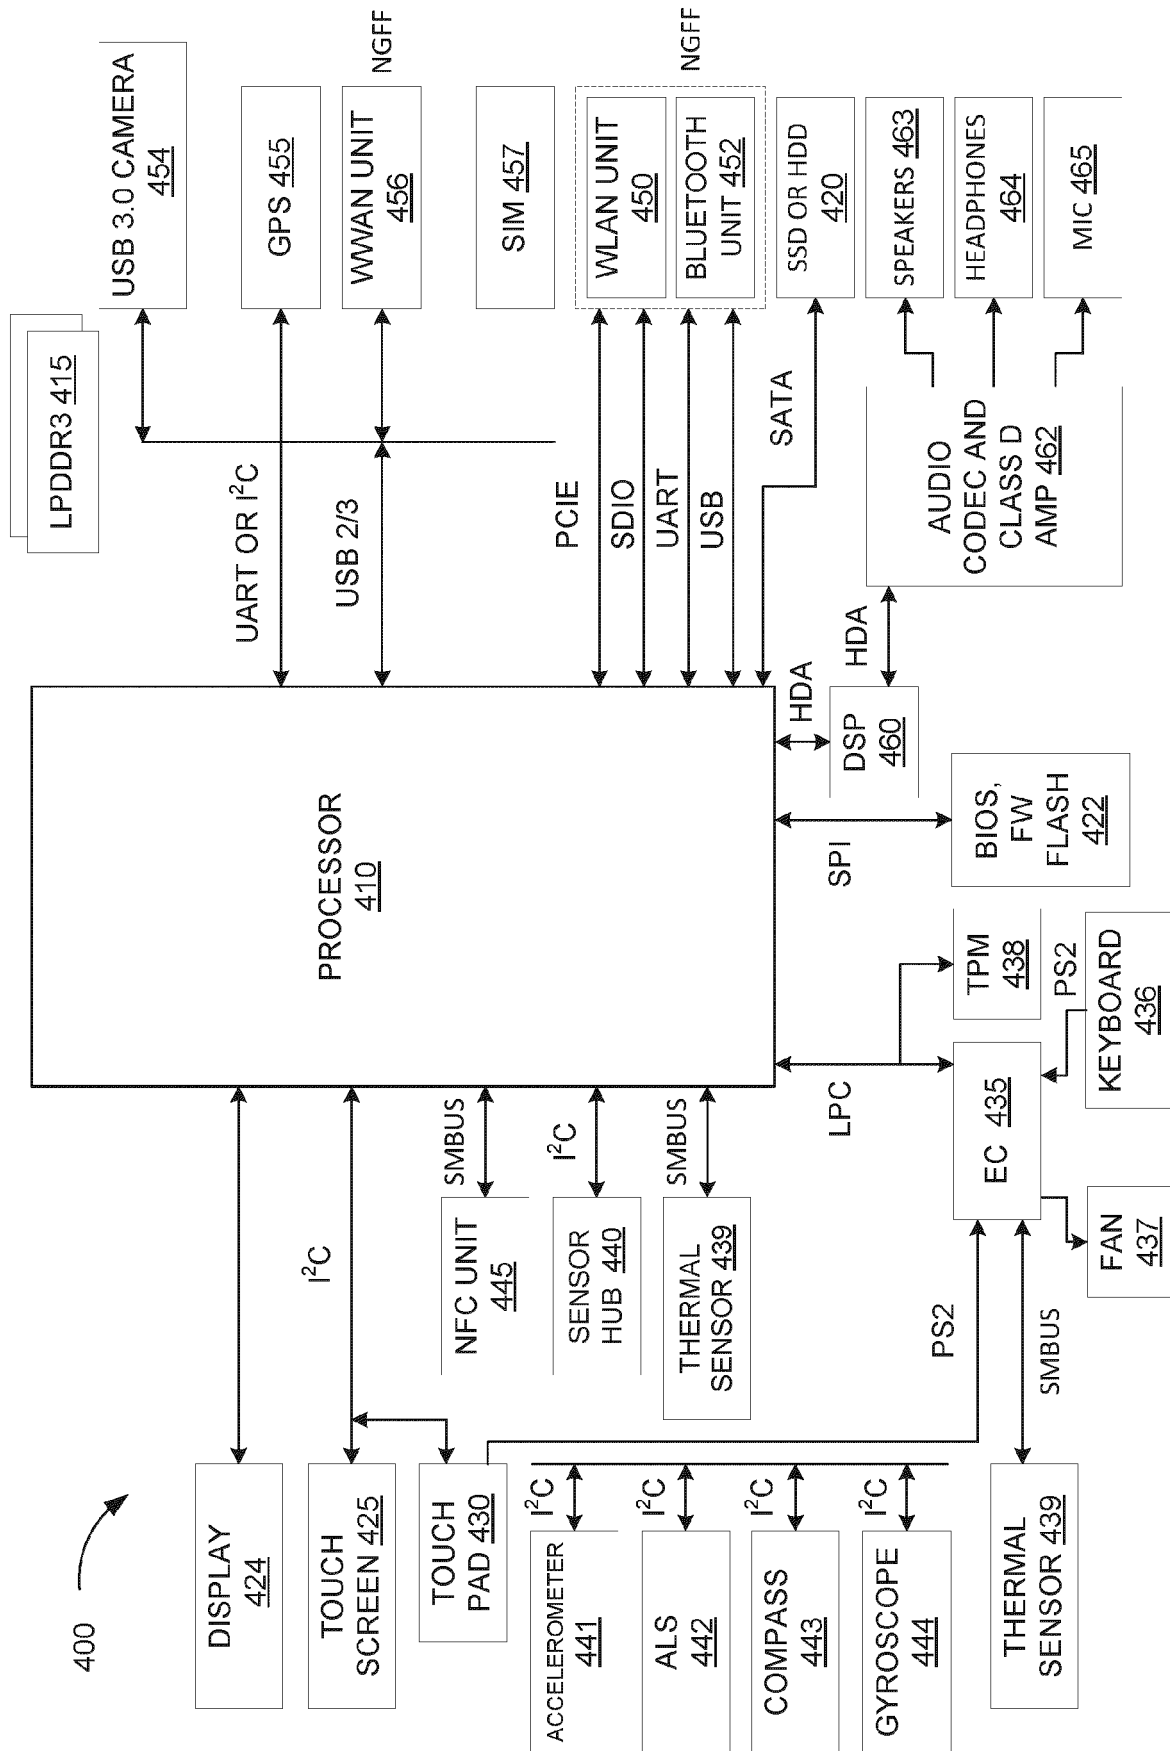 400
DISPLAY
424
TOUCH
SCREEN 425
TOUCH
PAD 430
I²C
ACCELEROMETER
441
I²C
ALS
442
I²C
COMPASS
443
I²C
GYROSCOPE
444
I²C
THERMAL
SENSOR 439
SMBUS
PS2
NFC UNIT
445
SMBUS
SENSOR
HUB 440
I²C
THERMAL
SENSOR 439
SMBUS
FAN
437
EC 435
LPC
KEYBOARD
436
PS2
TPM
438
PROCESSOR
410
BIOS,
FW
FLASH
422
SPI
DSP
460
HDA
HDA
AUDIO
CODEC AND
CLASS D
AMP 462
LPDDR3 415
UART OR I²C
USB 2/3
PCIE
SDIO
UART
USB
SATA
USB 3.0 CAMERA
454
GPS 455
WWAN UNIT
456
NGFF
SIM 457
WLAN UNIT
450
BLUETOOTH
UNIT 452
NGFF
SSD OR HDD
420
SPEAKERS 463
HEADPHONES
464
MIC 465